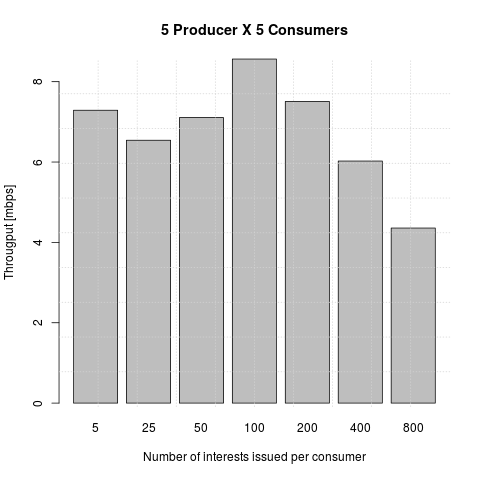 5 Producer X 5 Consumers
Througput [mbps]
8
6
4
2
0
5 25 50 100 200 400 800
Number of interests issued per consumer